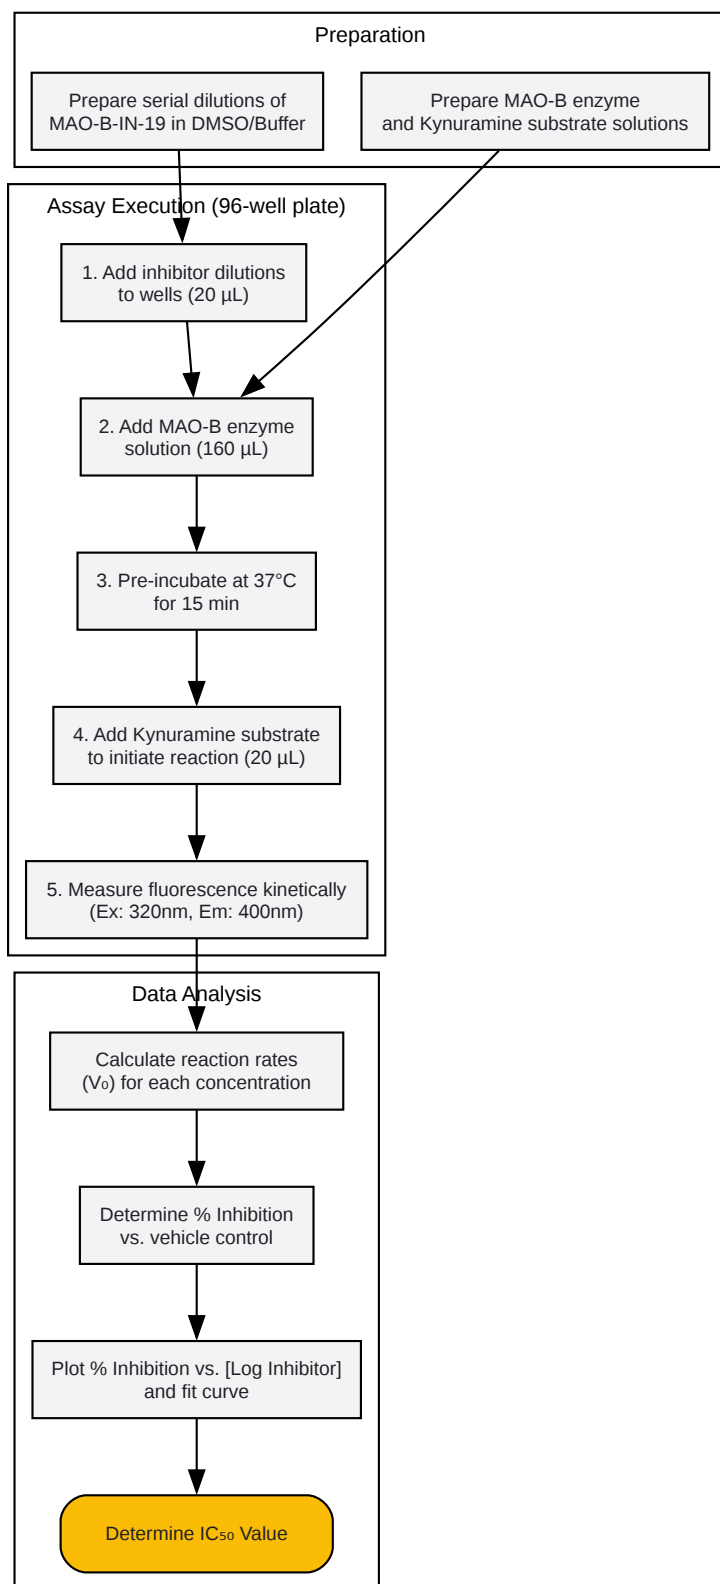 Preparation
Prepare serial dilutions of
MAO-B-IN-19 in DMSO/Buffer
Prepare MAO-B enzyme
and Kynuramine substrate solutions
Assay Execution (96-well plate)
1. Add inhibitor dilutions
to wells (20 µL)
2. Add MAO-B enzyme
solution (160 µL)
3. Pre-incubate at 37°C
for 15 min
4. Add Kynuramine substrate
to initiate reaction (20 µL)
5. Measure fluorescence kinetically
(Ex: 320nm, Em: 400nm)
Data Analysis
Calculate reaction rates
(V₀) for each concentration
Determine % Inhibition
vs. vehicle control
Plot % Inhibition vs. [Log Inhibitor]
and fit curve
Determine IC₅₀ Value